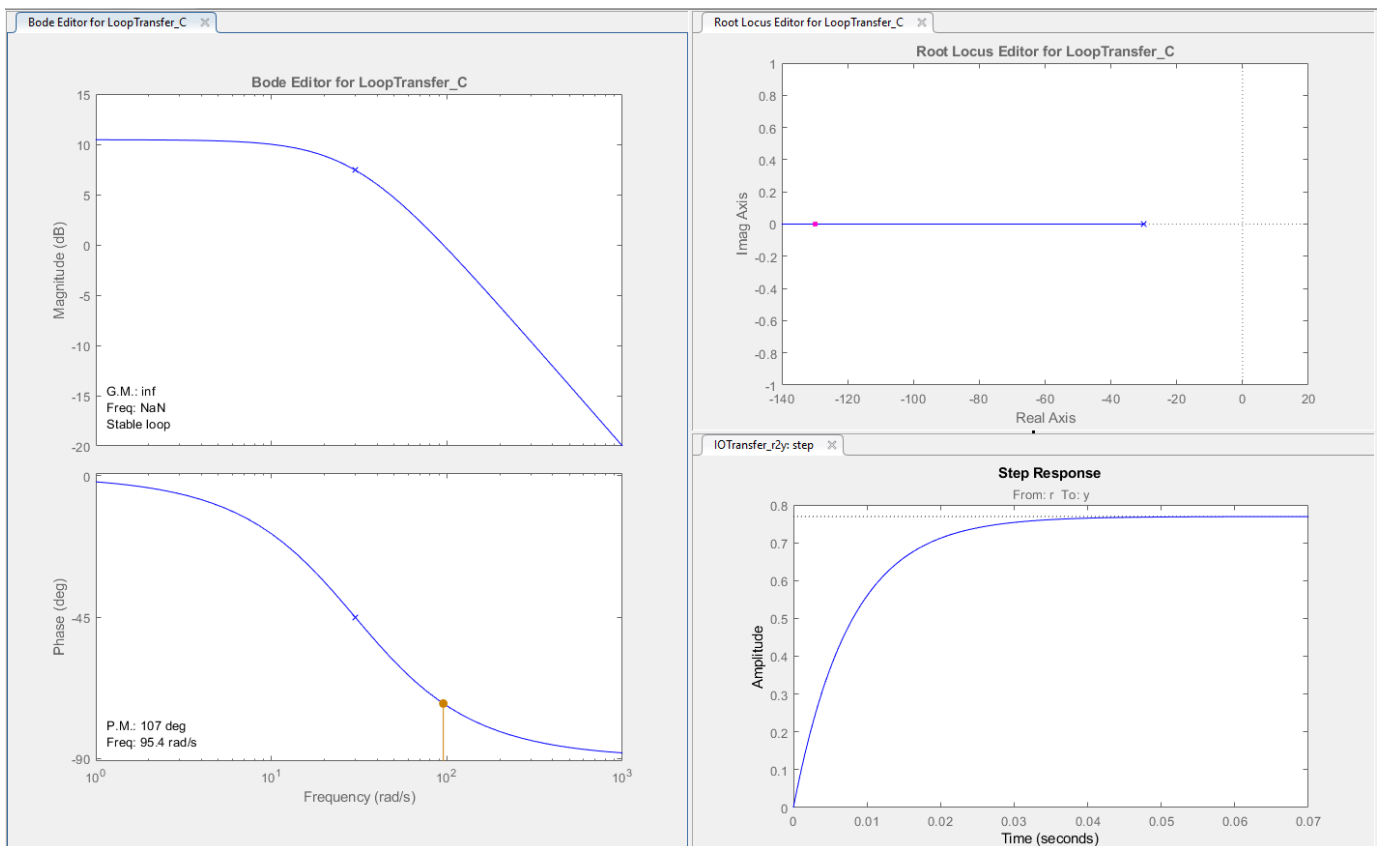 Bode Editor for LoopTransfer_C
Bode Editor for LoopTransfer_C
15
10
5
0
-5
-10
-15
-20
Magnitude (dB)
G.M.: inf
Freq: NaN
Stable loop
0
-45
-90
Phase (deg)
P.M.: 107 deg
Freq: 95.4 rad/s
10^0
10^1
10^2
10^3
Frequency (rad/s)
Root Locus Editor for LoopTransfer_C
Root Locus Editor for LoopTransfer_C
1
0.8
0.6
0.4
0.2
0
-0.2
-0.4
-0.6
-0.8
-1
Imag Axis
-140
-120
-100
-80
-60
-40
-20
0
20
Real Axis
IOTransfer_r2y: step
Step Response
From: r To: y
0.8
0.7
0.6
0.5
0.4
0.3
0.2
0.1
0
Amplitude
0
0.01
0.02
0.03
0.04
0.05
0.06
0.07
Time (seconds)